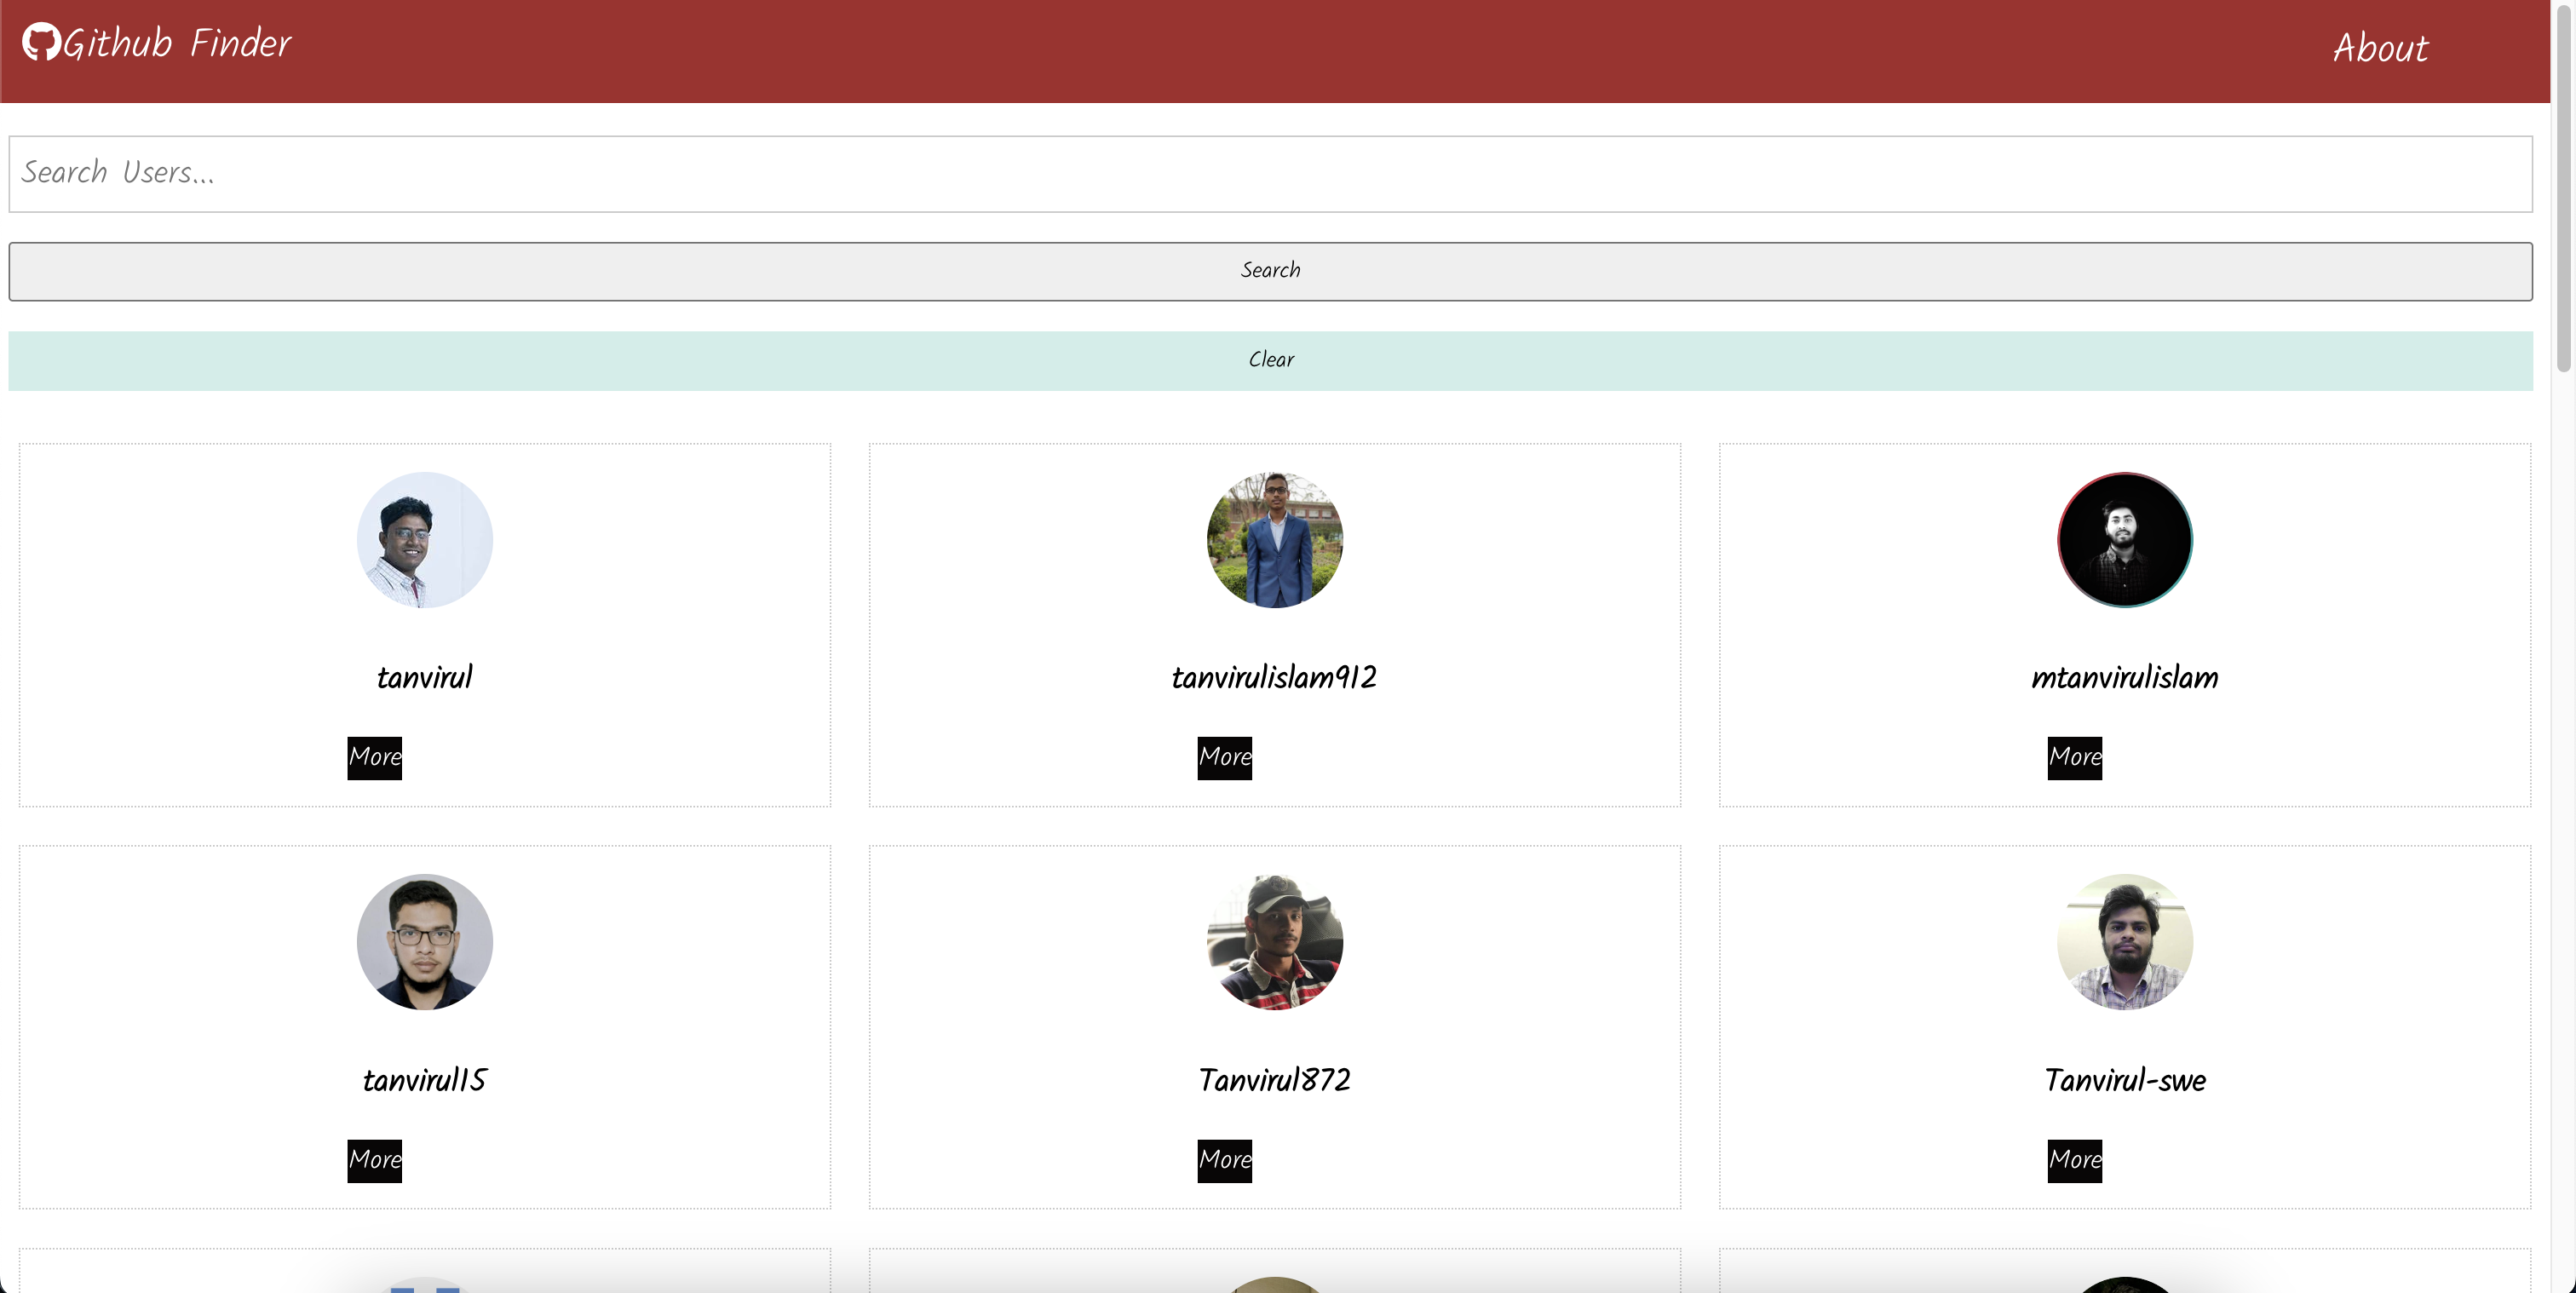 Github Finder
About
Search Users...
Search
Clear
tanvirul
tanvirulislam912
mtanvirulislam
More
More
More
tanvirul15
Tanvirul872
Tanvirul-swe
More
More
More